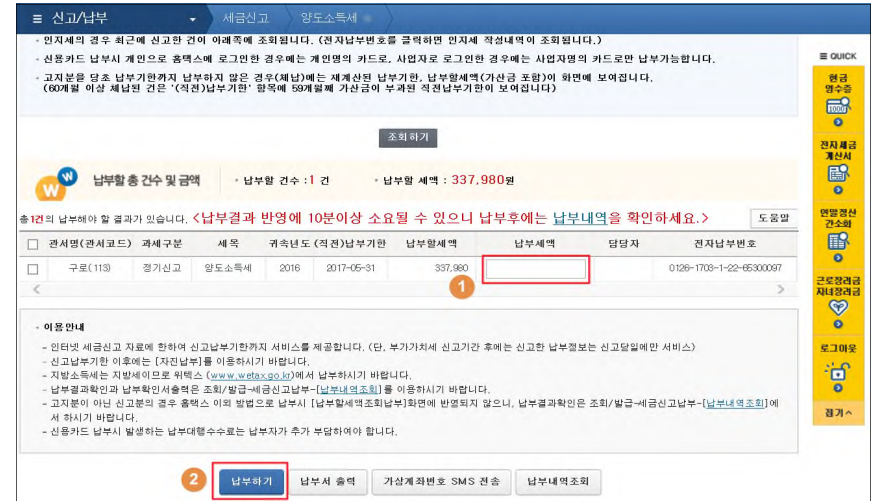 ≡ 신고/납부 세금신고 양도소득세
- 인지세의 경우 최근에 신고한 건이 아래쪽에 조회됩니다. (전자납부번호를 클릭하면 인지세 작성내역이 조회됩니다.)
- 신용카드 납부시 개인으로 홈택스에 로그인한 경우에는 개인명의 카드로, 사업자로 로그인한 경우에는 사업자명의 카드로만 납부가능합니다.
- 고지분을 당초 납부기한까지 납부하지 않은 경우(체납)에는 재계산된 납부기한, 납부할세액(가산금 포함)이 화면에 보여집니다.
(60개월 이상 체납된 건은 '(직전)납부기한' 항목에 59개월째 가산금이 부과된 직전납부기한이 보여집니다)
조회하기
납부할 총 건수 및 금액 · 납부할 건수 : 1 건 · 납부할 세액 : 337,980원
총 1건의 납부해야 할 결과가 있습니다. <납부결과 반영에 10분이상 소요될 수 있으니 납부후에는 납부내역을 확인하세요.> 도움말
관서명(관서코드) 과세구분 세목 귀속년도 (직전)납부기한 납부할세액 납부세액 담당자 전자납부번호
구로(113) 정기신고 양도소득세 2016 2017-05-31 337,980 0126-1703-1-22-65300097
1
· 이용안내
- 인터넷 세금신고 자료에 한하여 신고납부기한까지 서비스를 제공합니다. (단, 부가가치세 신고기간 후에는 신고한 납부정보는 신고당일에만 서비스)
- 신고납부기한 이후에는 [자진납부]를 이용하시기 바랍니다.
- 지방소득세는 지방세이므로 위텍스 (www.wetax.go.kr)에서 납부하시기 바랍니다.
- 납부결과확인과 납부확인서출력은 조회/발급-세금신고납부-[납부내역조회]를 이용하시기 바랍니다.
- 고지분이 아닌 신고분의 경우 홈택스 이외 방법으로 납부시 [납부할세액조회납부]화면에 반영되지 않으니, 납부결과확인은 조회/발급-세금신고납부-[납부내역조회]에
서 하시기 바랍니다.
- 신용카드 납부시 발생하는 납부대행수수료는 납부자가 추가 부담하여야 합니다.
2 납부하기 납부서 출력 가상계좌번호 SMS 전송 납부내역조회
≡ QUICK
현금
영수증
1000
전자세금
계산서
연말정산
간소화
근로장려금
자녀장려금
로그아웃
접기 ^